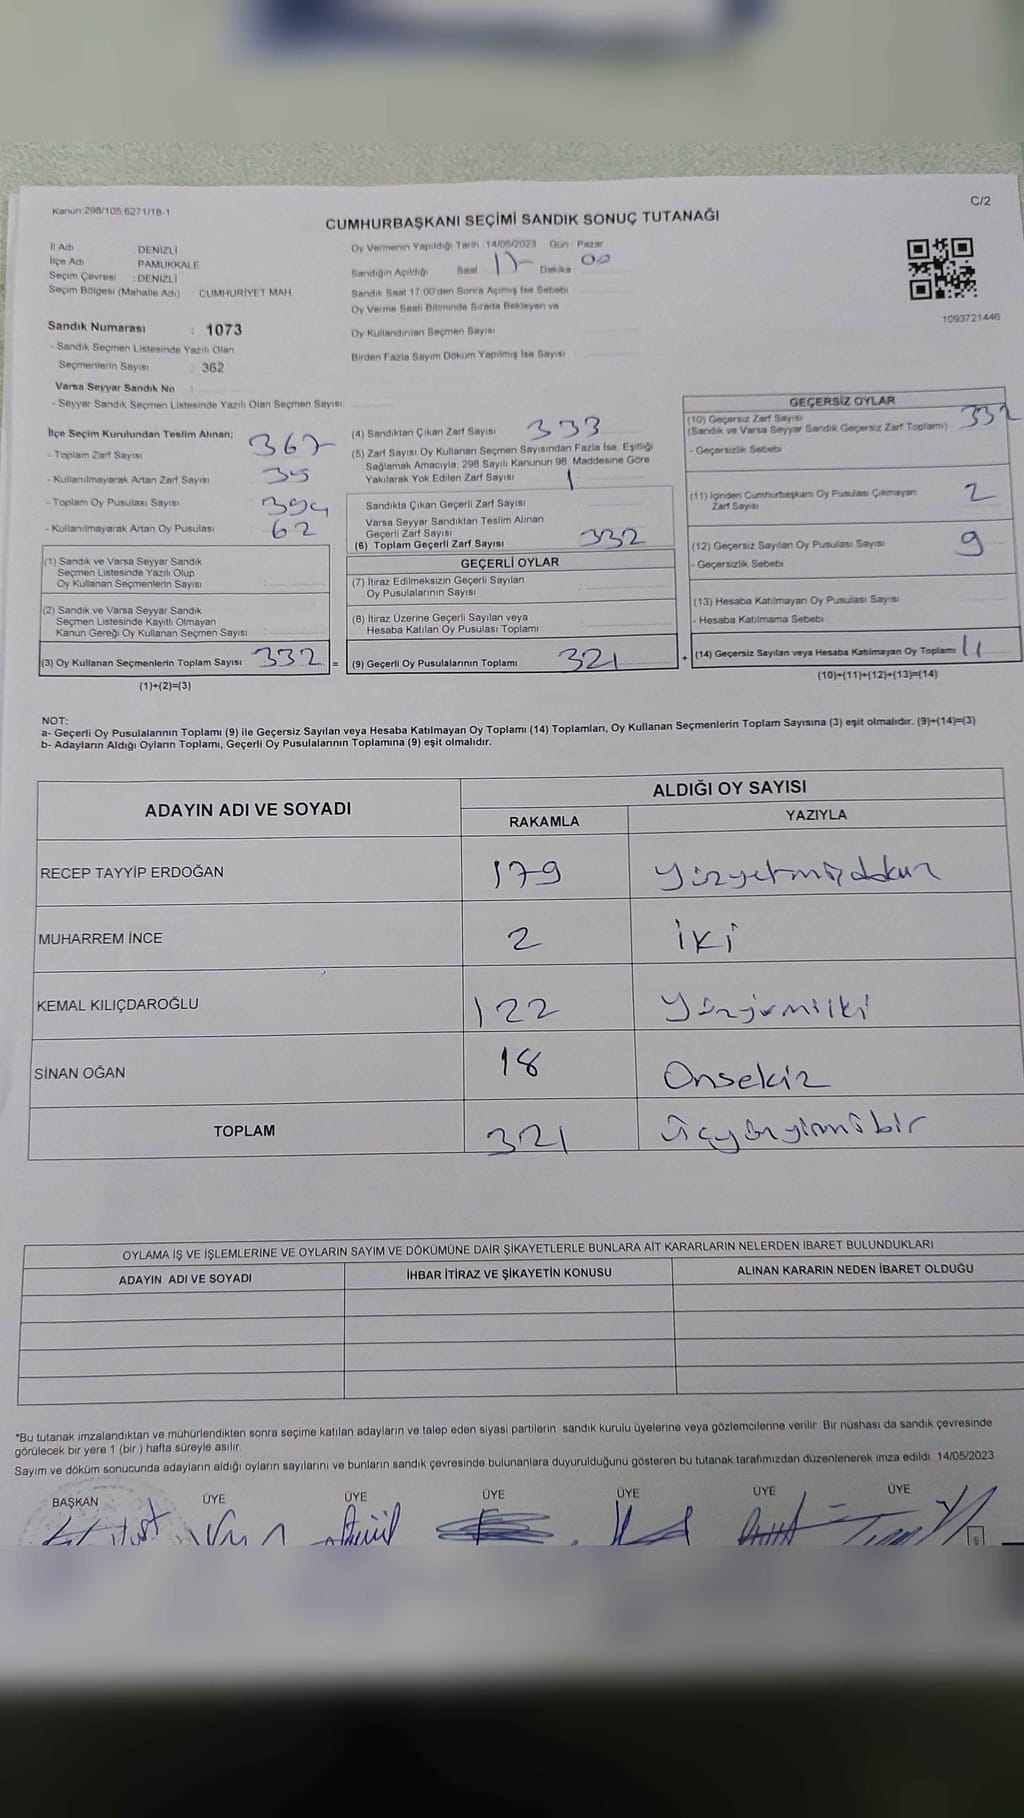 Kanun:298/105,6271/18-1
C/2
CUMHURBAŞKANI SEÇİMİ SANDIK SONUÇ TUTANAĞI
İl Adı : DENİZLİ
İlçe Adı : PAMUKKALE
Seçim Çevresi : DENİZLİ
Seçim Bölgesi (Mahalle Adı) : CUMHURİYET MAH.
Oy Vermenin Yapıldığı Tarih :14/05/2023 Gün : Pazar
Sandığın Açıldığı Saat 17 Dakika 00
Sandık Saat 17:00'den Sonra Açımış İse Sebebi :
Oy Verme Saati Bitiminde Sırada Bekleyen ve
Oy Kullandırılan Seçmen Sayısı
Birden Fazla Sayım Döküm Yapılmış İse Sayısı
1093721446
Sandık Numarası : 1073
- Sandık Seçmen Listesinde Yazılı Olan
Seçmenlerin Sayısı : 362
Varsa Seyyar Sandık No :
- Seyyar Sandık Seçmen Listesinde Yazılı Olan Seçmen Sayısı:
İlçe Seçim Kurulundan Teslim Alınan;
- Toplam Zarf Sayısı : 367
- Kullanılmayarak Artan Zarf Sayısı : 35
- Toplam Oy Pusulası Sayısı : 394
- Kullanılmayarak Artan Oy Pusulası : 62
(1) Sandık ve Varsa Seyyar Sandık
Seçmen Listesinde Yazılı Olup
Oy Kullanan Seçmenlerin Sayısı :
(2) Sandık ve Varsa Seyyar Sandık
Seçmen Listesinde Kayıtlı Olmayan
Kanun Gereği Oy Kullanan Seçmen Sayısı :
(3) Oy Kullanan Seçmenlerin Toplam Sayısı 332 =
(1)+(2)=(3)
(4) Sandıktan Çıkan Zarf Sayısı : 333
(5) Zarf Sayısı Oy Kullanan Seçmen Sayısından Fazla İse, Eşitliği
Sağlamak Amacıyla, 298 Sayılı Kanunun 98. Maddesine Göre
Yakılarak Yok Edilen Zarf Sayısı : 1
Sandıkta Çıkan Geçerli Zarf Sayısı
Varsa Seyyar Sandıktan Teslim Alınan
Geçerli Zarf Sayısı
(6) Toplam Geçerli Zarf Sayısı 332
GEÇERLİ OYLAR
(7) İtiraz Edilmeksizin Geçerli Sayılan
Oy Pusulalarının Sayısı
(8) İtiraz Üzerine Geçerli Sayılan veya
Hesaba Katılan Oy Pusulası Toplamı
(9) Geçerli Oy Pusulalarının Toplamı 321 +
GEÇERSİZ OYLAR
(10) Geçersiz Zarf Sayısı
(Sandık ve Varsa Seyyar Sandık Geçersiz Zarf Toplamı) : 332
- Geçersizlik Sebebi :
(11) İçinden Cumhurbaşkanı Oy Pusulası Çıkmayan
Zarf Sayısı 2
(12) Geçersiz Sayılan Oy Pusulası Sayısı 9
- Geçersizlik Sebebi :
(13) Hesaba Katılmayan Oy Pusulası Sayısı
- Hesaba Katılmama Sebebi :
(14) Geçersiz Sayılan veya Hesaba Katılmayan Oy Toplamı 11
(10)+(11)+(12)+(13)=(14)
NOT:
a- Geçerli Oy Pusulalarının Toplamı (9) ile Geçersiz Sayılan veya Hesaba Katılmayan Oy Toplamı (14) Toplamları, Oy Kullanan Seçmenlerin Toplam Sayısına (3) eşit olmalıdır. (9)+(14)=(3)
b- Adayların Aldığı Oyların Toplamı, Geçerli Oy Pusulalarının Toplamına (9) eşit olmalıdır.
ADAYIN ADI VE SOYADI
ALDIĞI OY SAYISI
RAKAMLA YAZIYLA
RECEP TAYYİP ERDOĞAN 179 Yüzyetmişdokuz
MUHARREM İNCE 2 iki
KEMAL KILIÇDAROĞLU 122 Yüzyirmiiki
SİNAN OĞAN 18 Onsekiz
TOPLAM 321 Üçyüzyirmibir
OYLAMA İŞ VE İŞLEMLERİNE VE OYLARIN SAYIM VE DÖKÜMÜNE DAİR ŞİKAYETLERLE BUNLARA AİT KARARLARIN NELERDEN İBARET BULUNDUKLARI
ADAYIN ADI VE SOYADI İHBAR İTİRAZ VE ŞİKAYETİN KONUSU ALINAN KARARIN NEDEN İBARET OLDUĞU
*Bu tutanak imzalandıktan ve mühürlendikten sonra seçime katılan adayların ve talep eden siyasi partilerin sandık kurulu üyelerine veya gözlemcilerine verilir. Bir nüshası da sandık çevresinde
görülecek bir yere 1 (bir ) hafta süreyle asılır.
Sayım ve döküm sonucunda adayların aldığı oyların sayılarını ve bunların sandık çevresinde bulunanlara duyurulduğunu gösteren bu tutanak tarafımızdan düzenlenerek imza edildi. 14/05/2023
BAŞKAN ÜYE ÜYE ÜYE ÜYE ÜYE ÜYE